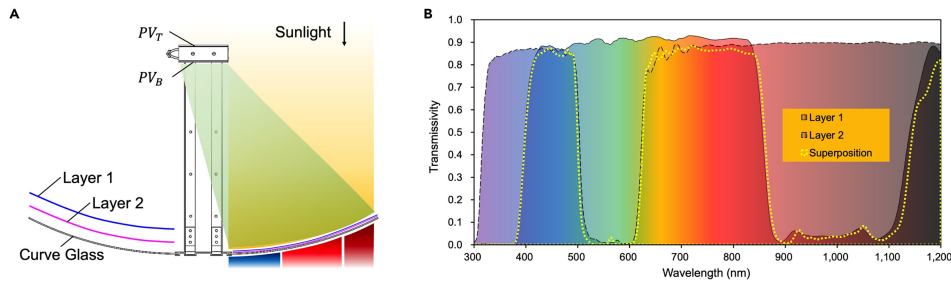 A
PV_T
PV_B
Sunlight
Layer 1
Layer 2
Curve Glass
B
Transmissivity
1.0
0.9
0.8
0.7
0.6
0.5
0.4
0.3
0.2
0.1
0.0
300
400
500
600
700
800
900
1,000
1,100
1,200
Wavelength (nm)
Layer 1
Layer 2
Superposition